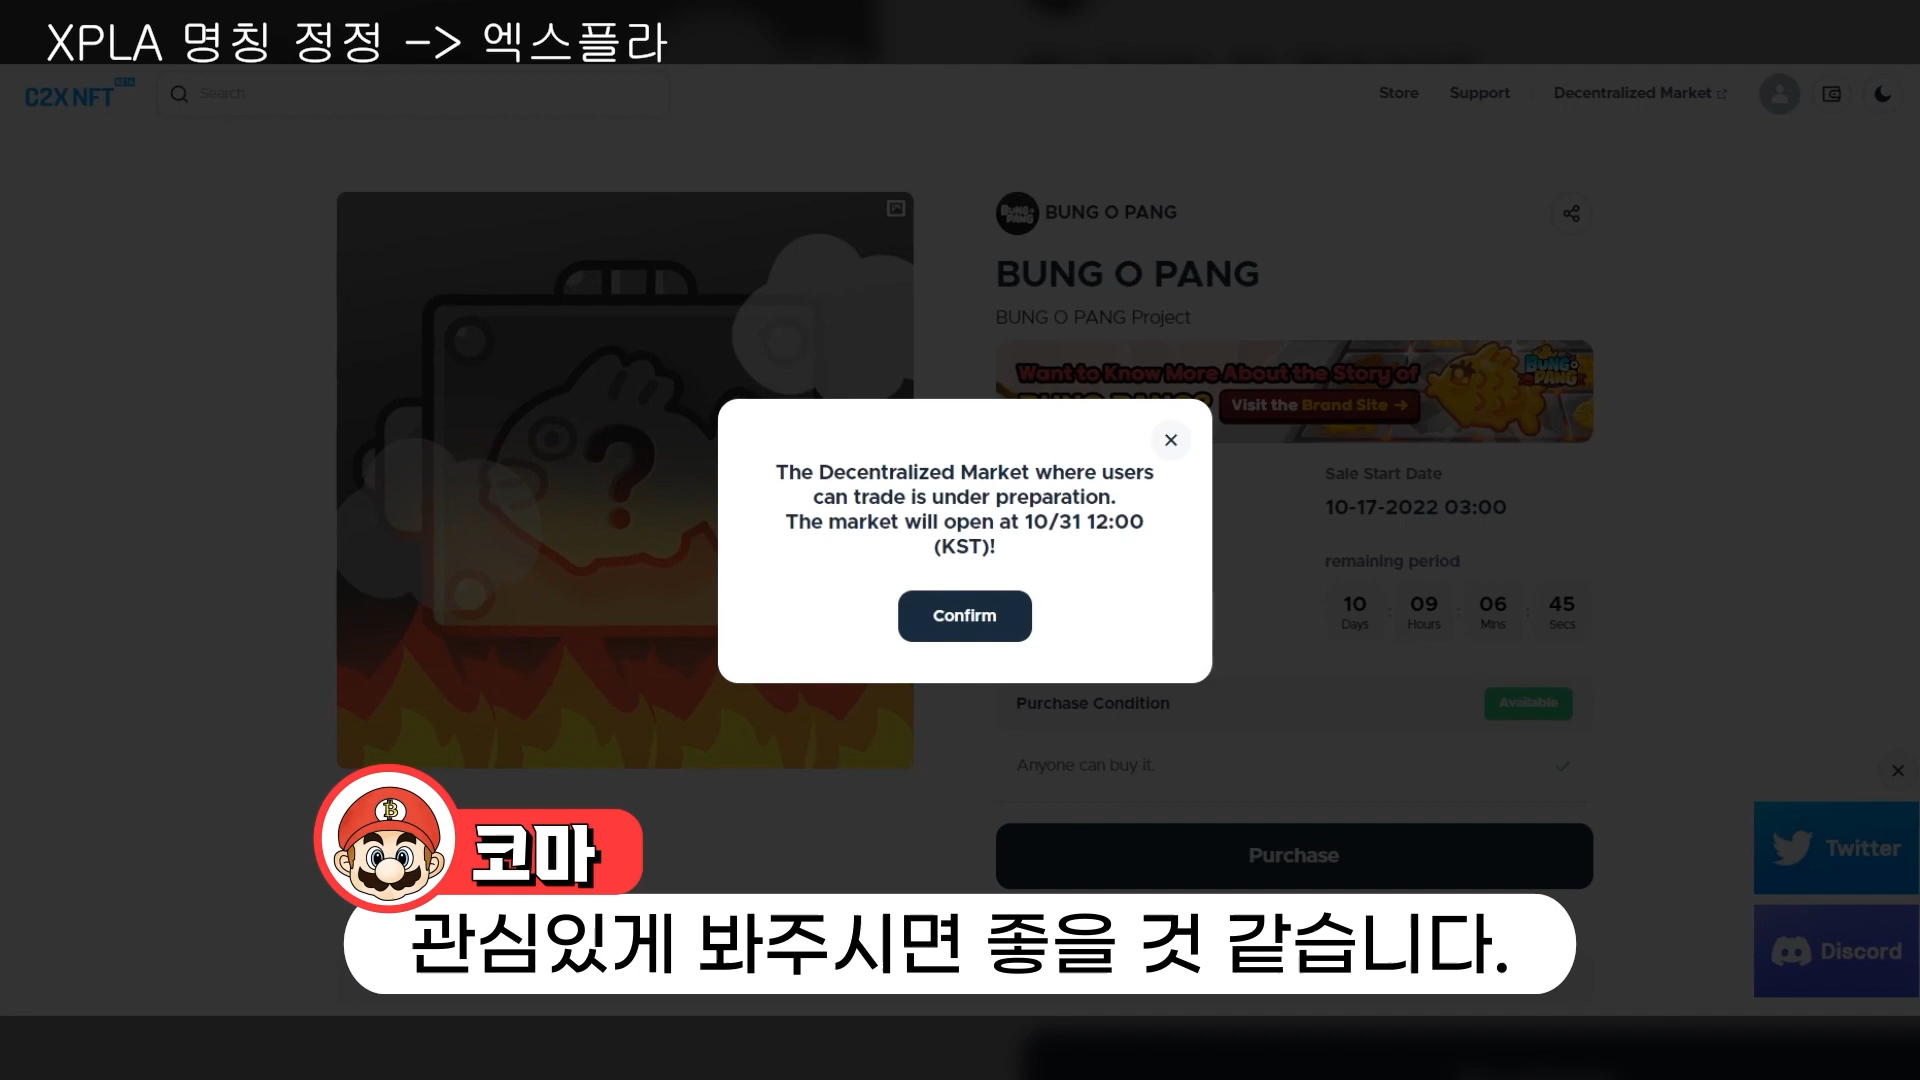 XPLA 명칭 정정 -> 엑스플라
C2X NFT BETA
Search
Store Support Decentralized Market
BUNG O PANG
BUNG O PANG
BUNG O PANG
BUNG O PANG Project
Want to Know More About the Story of
Visit the Brand Site →
BUNG O PANG
The Decentralized Market where users
can trade is under preparation.
The market will open at 10/31 12:00
(KST)!
Confirm
Sale Start Date
10-17-2022 03:00
remaining period
10 : 09 : 06 : 45
Days Hours Mins Secs
Purchase Condition Available
Anyone can buy it.
Purchase
Twitter
Discord
?
B
코마
관심있게 봐주시면 좋을 것 같습니다.